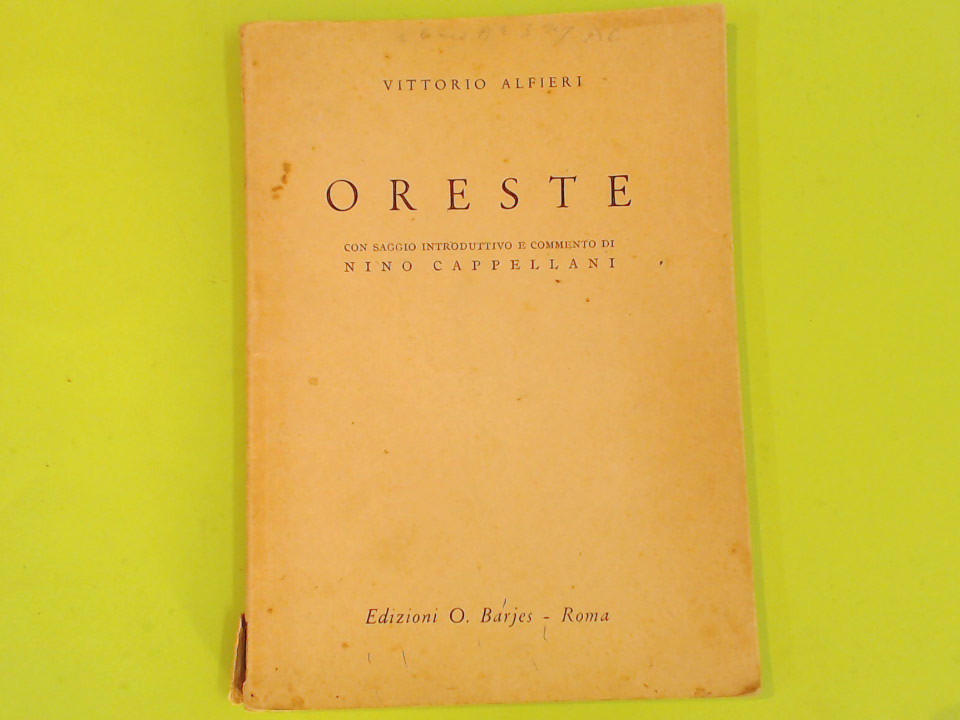 VITTORIO ALFIERI
ORESTE
CON SAGGIO INTRODUTTIVO E COMMENTO DI
NINO CAPPELLANI
Edizioni O. Barjes - Roma